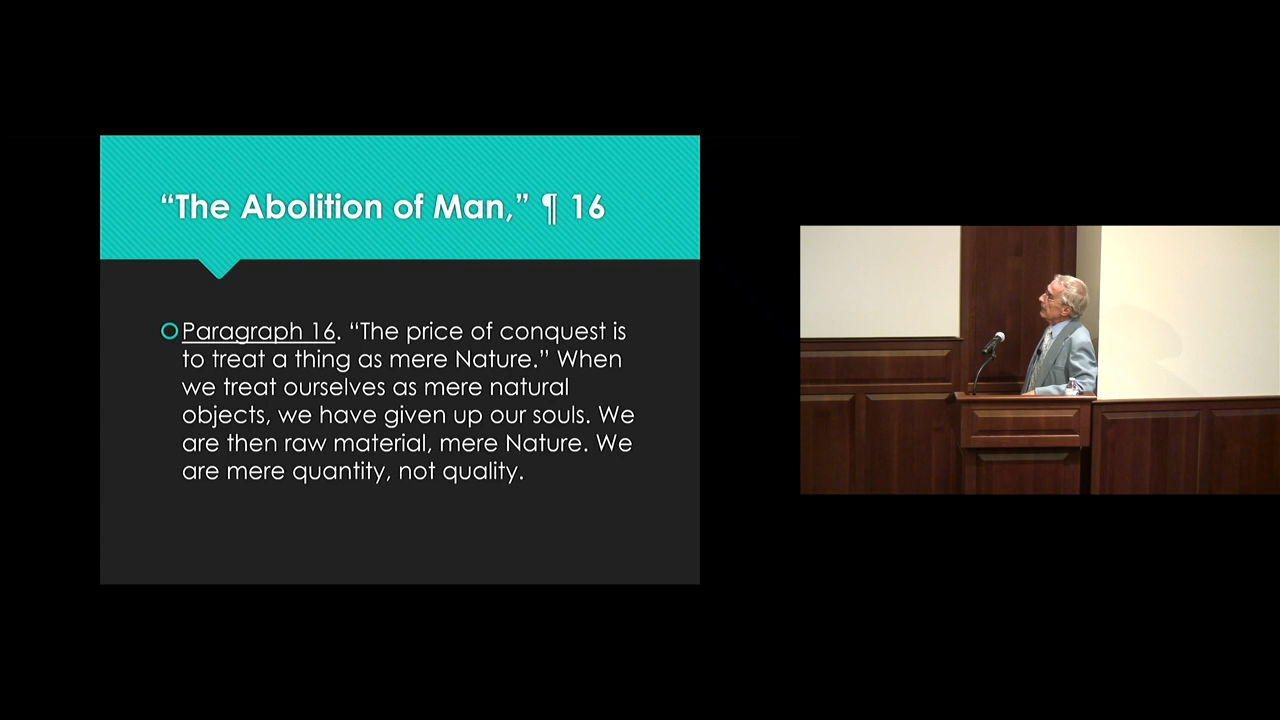 “The Abolition of Man,” ¶ 16
Paragraph 16. “The price of conquest is
to treat a thing as mere Nature.” When
we treat ourselves as mere natural
objects, we have given up our souls. We
are then raw material, mere Nature. We
are mere quantity, not quality.